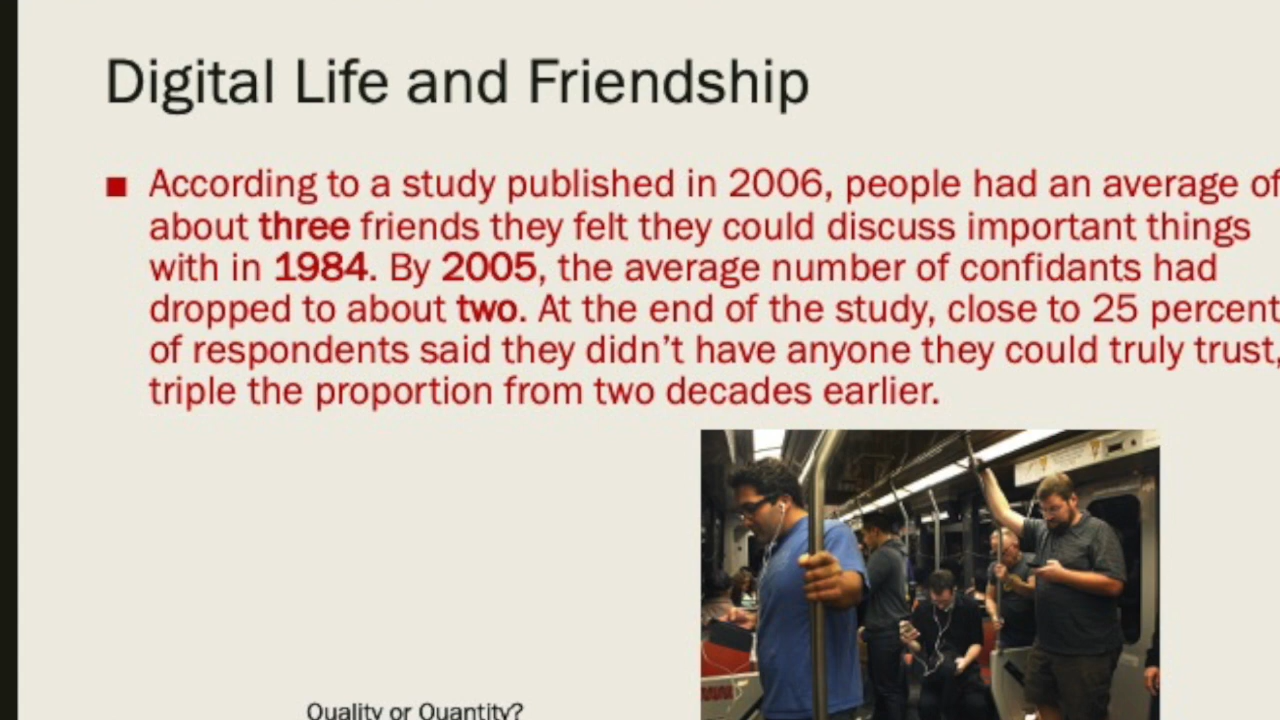 Digital Life and Friendship
According to a study published in 2006, people had an average of
about three friends they felt they could discuss important things
with in 1984. By 2005, the average number of confidants had
dropped to about two. At the end of the study, close to 25 percent
of respondents said they didn't have anyone they could truly trust,
triple the proportion from two decades earlier.
Quality or Quantity?